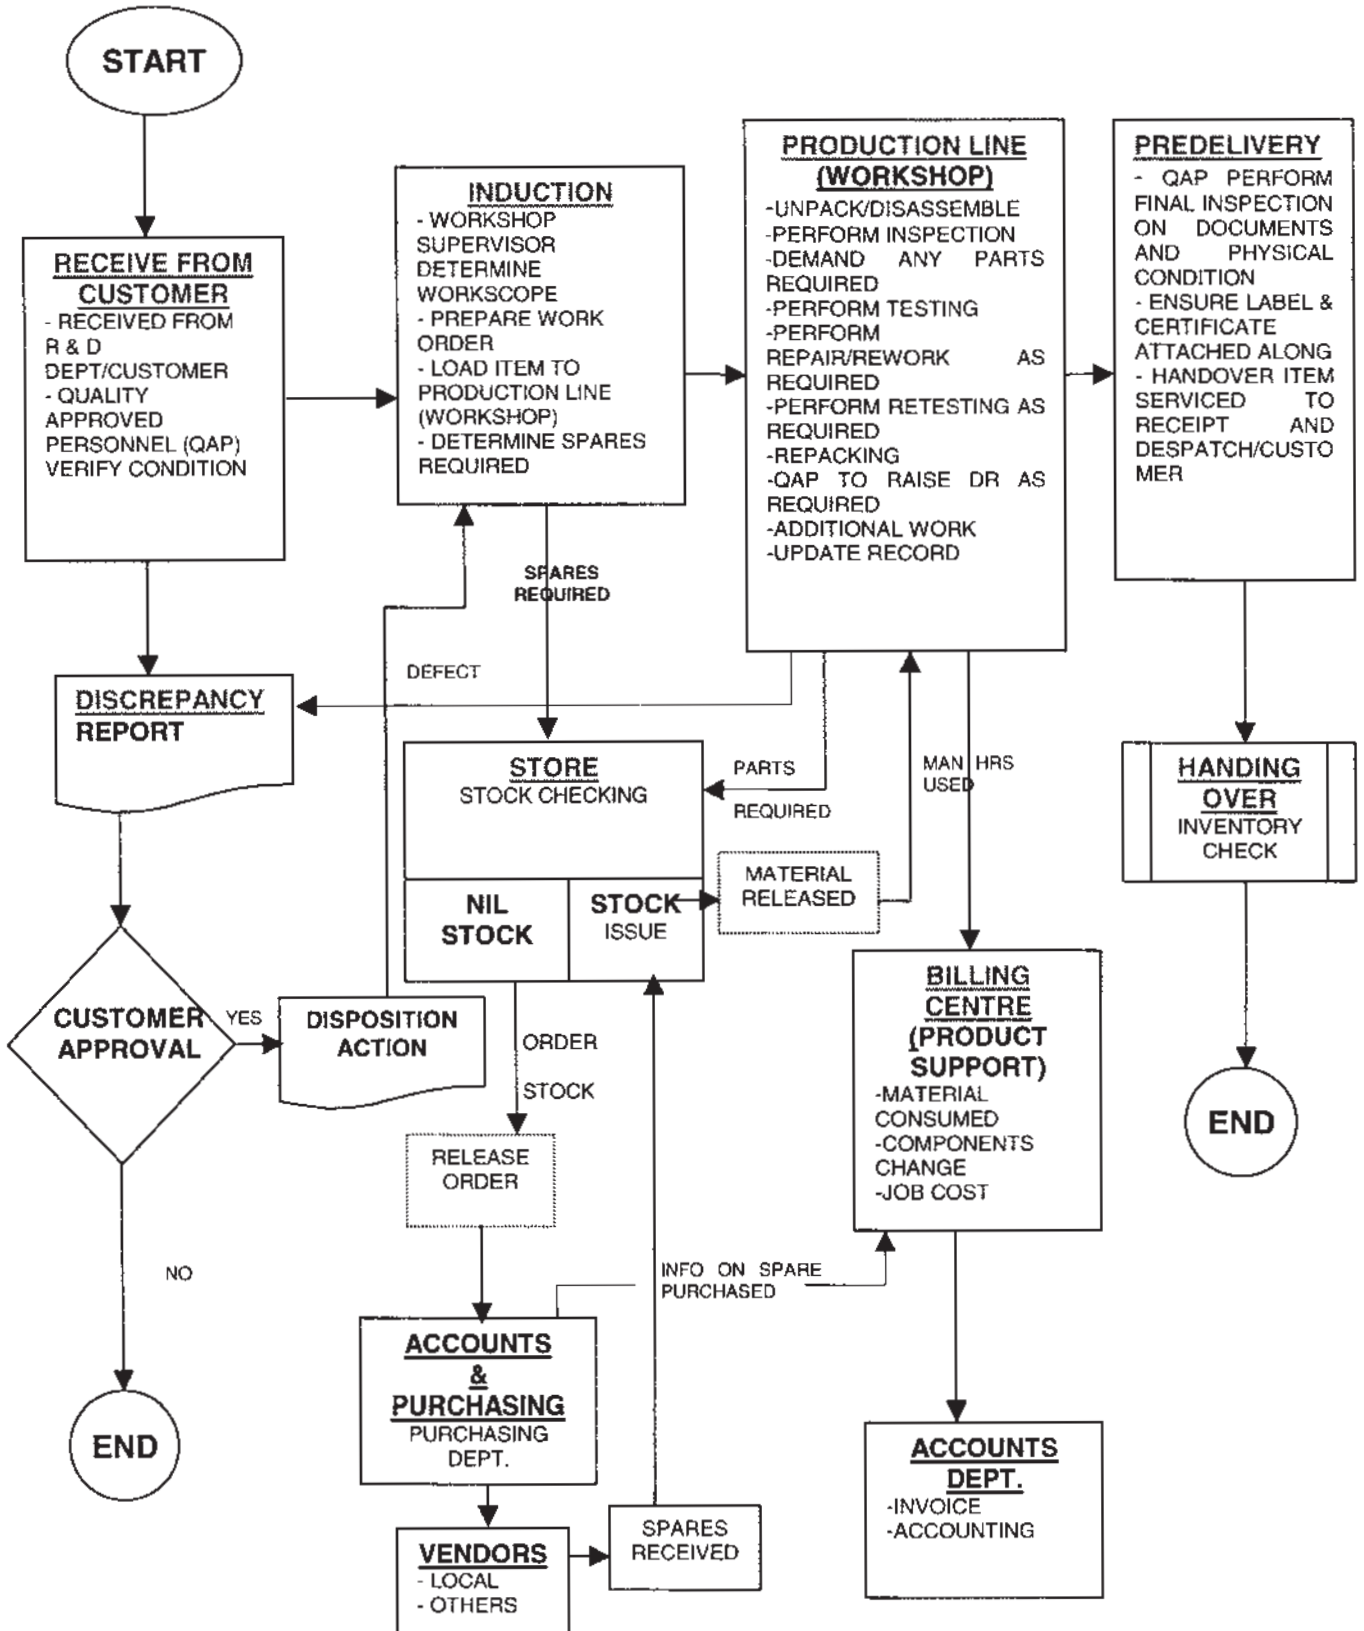 START
RECEIVE FROM
CUSTOMER
- RECEIVED FROM
R & D
DEPT/CUSTOMER
- QUALITY
APPROVED
PERSONNEL (QAP)
VERIFY CONDITION
INDUCTION
- WORKSHOP
SUPERVISOR
DETERMINE
WORKSCOPE
- PREPARE WORK
ORDER
- LOAD ITEM TO
PRODUCTION LINE
(WORKSHOP)
- DETERMINE SPARES
REQUIRED
PRODUCTION LINE
(WORKSHOP)
-UNPACK/DISASSEMBLE
-PERFORM INSPECTION
-DEMAND ANY PARTS
REQUIRED
-PERFORM TESTING
-PERFORM
REPAIR/REWORK AS
REQUIRED
-PERFORM RETESTING AS
REQUIRED
-REPACKING
-QAP TO RAISE DR AS
REQUIRED
-ADDITIONAL WORK
-UPDATE RECORD
PREDELIVERY
- QAP PERFORM
FINAL INSPECTION
ON DOCUMENTS
AND PHYSICAL
CONDITION
- ENSURE LABEL &
CERTIFICATE
ATTACHED ALONG
- HANDOVER ITEM
SERVICED TO
RECEIPT AND
DESPATCH/CUSTO
MER
SPARES
REQUIRED
DEFECT
DISCREPANCY
REPORT
STORE
STOCK CHECKING
NIL
STOCK
STOCK
ISSUE
PARTS
REQUIRED
MATERIAL
RELEASED
MAN HRS
USED
HANDING
OVER
INVENTORY
CHECK
CUSTOMER
APPROVAL
YES
DISPOSITION
ACTION
ORDER
STOCK
BILLING
CENTRE
(PRODUCT
SUPPORT)
-MATERIAL
CONSUMED
-COMPONENTS
CHANGE
-JOB COST
END
RELEASE
ORDER
NO
INFO ON SPARE
PURCHASED
ACCOUNTS
&
PURCHASING
PURCHASING
DEPT.
END
ACCOUNTS
DEPT.
-INVOICE
-ACCOUNTING
VENDORS
- LOCAL
- OTHERS
SPARES
RECEIVED